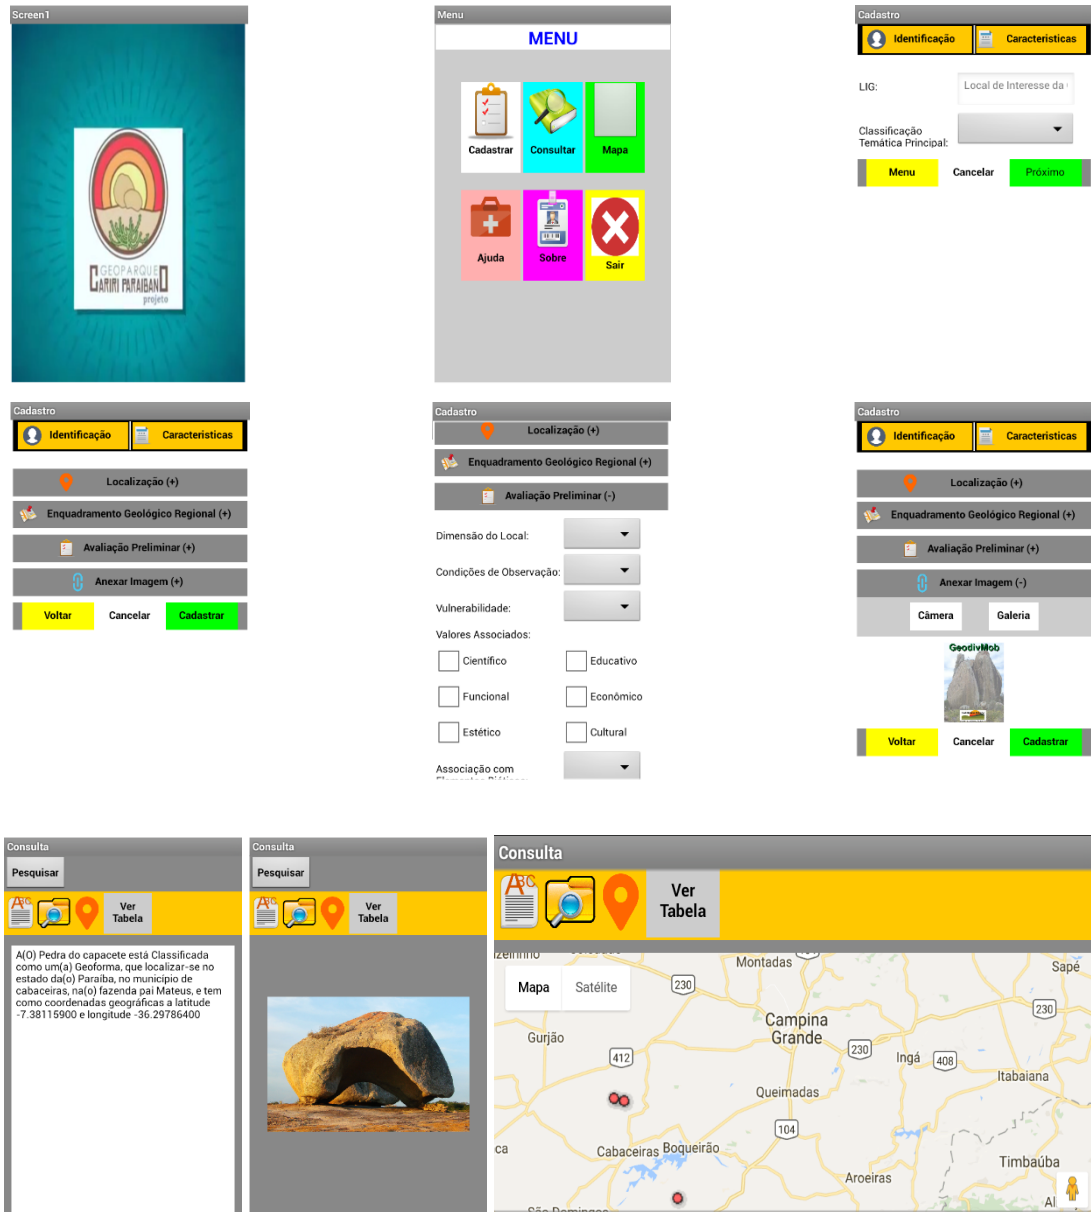 Screen1
GEOPARQUE
CARIRI PARAIBANO
projeto
Menu
MENU
Cadastrar
Consultar
Mapa
Ajuda
Sobre
Sair
Cadastro
Identificação
Caracteristicas
LIG:
Local de Interesse da
Classificação
Temática Principal:
Menu
Cancelar
Próximo
Cadastro
Identificação
Caracteristicas
Localização (+)
Enquadramento Geológico Regional (+)
Avaliação Preliminar (+)
Anexar Imagem (+)
Voltar
Cancelar
Cadastrar
Cadastro
Localização (+)
Enquadramento Geológico Regional (+)
Avaliação Preliminar (-)
Dimensão do Local:
Condições de Observação:
Vulnerabilidade:
Valores Associados:
Científico
Educativo
Funcional
Econômico
Estético
Cultural
Associação com
Cadastro
Identificação
Caracteristicas
Localização (+)
Enquadramento Geológico Regional (+)
Avaliação Preliminar (+)
Anexar Imagem (-)
Câmera
Galeria
GeodivMob
Voltar
Cancelar
Cadastrar
Consulta
Pesquisar
ABC
Ver
Tabela
A(O) Pedra do capacete está Classificada
como um(a) Geoforma, que localizar-se no
estado da(o) Paraíba, no município de
cabaceiras, na(o) fazenda pai Mateus, e tem
como coordenadas geográficas a latitude
-7.38115900 e longitude -36.29786400
Consulta
Pesquisar
ABC
Ver
Tabela
Consulta
ABC
Ver
Tabela
Mapa
Satélite
Montadas
Sapé
230
230
Campina
Grande
Gurjão
412
230
Ingá
408
Itabaiana
Queimadas
104
Cabaceiras
Boqueirão
Timbaúba
Aroeiras